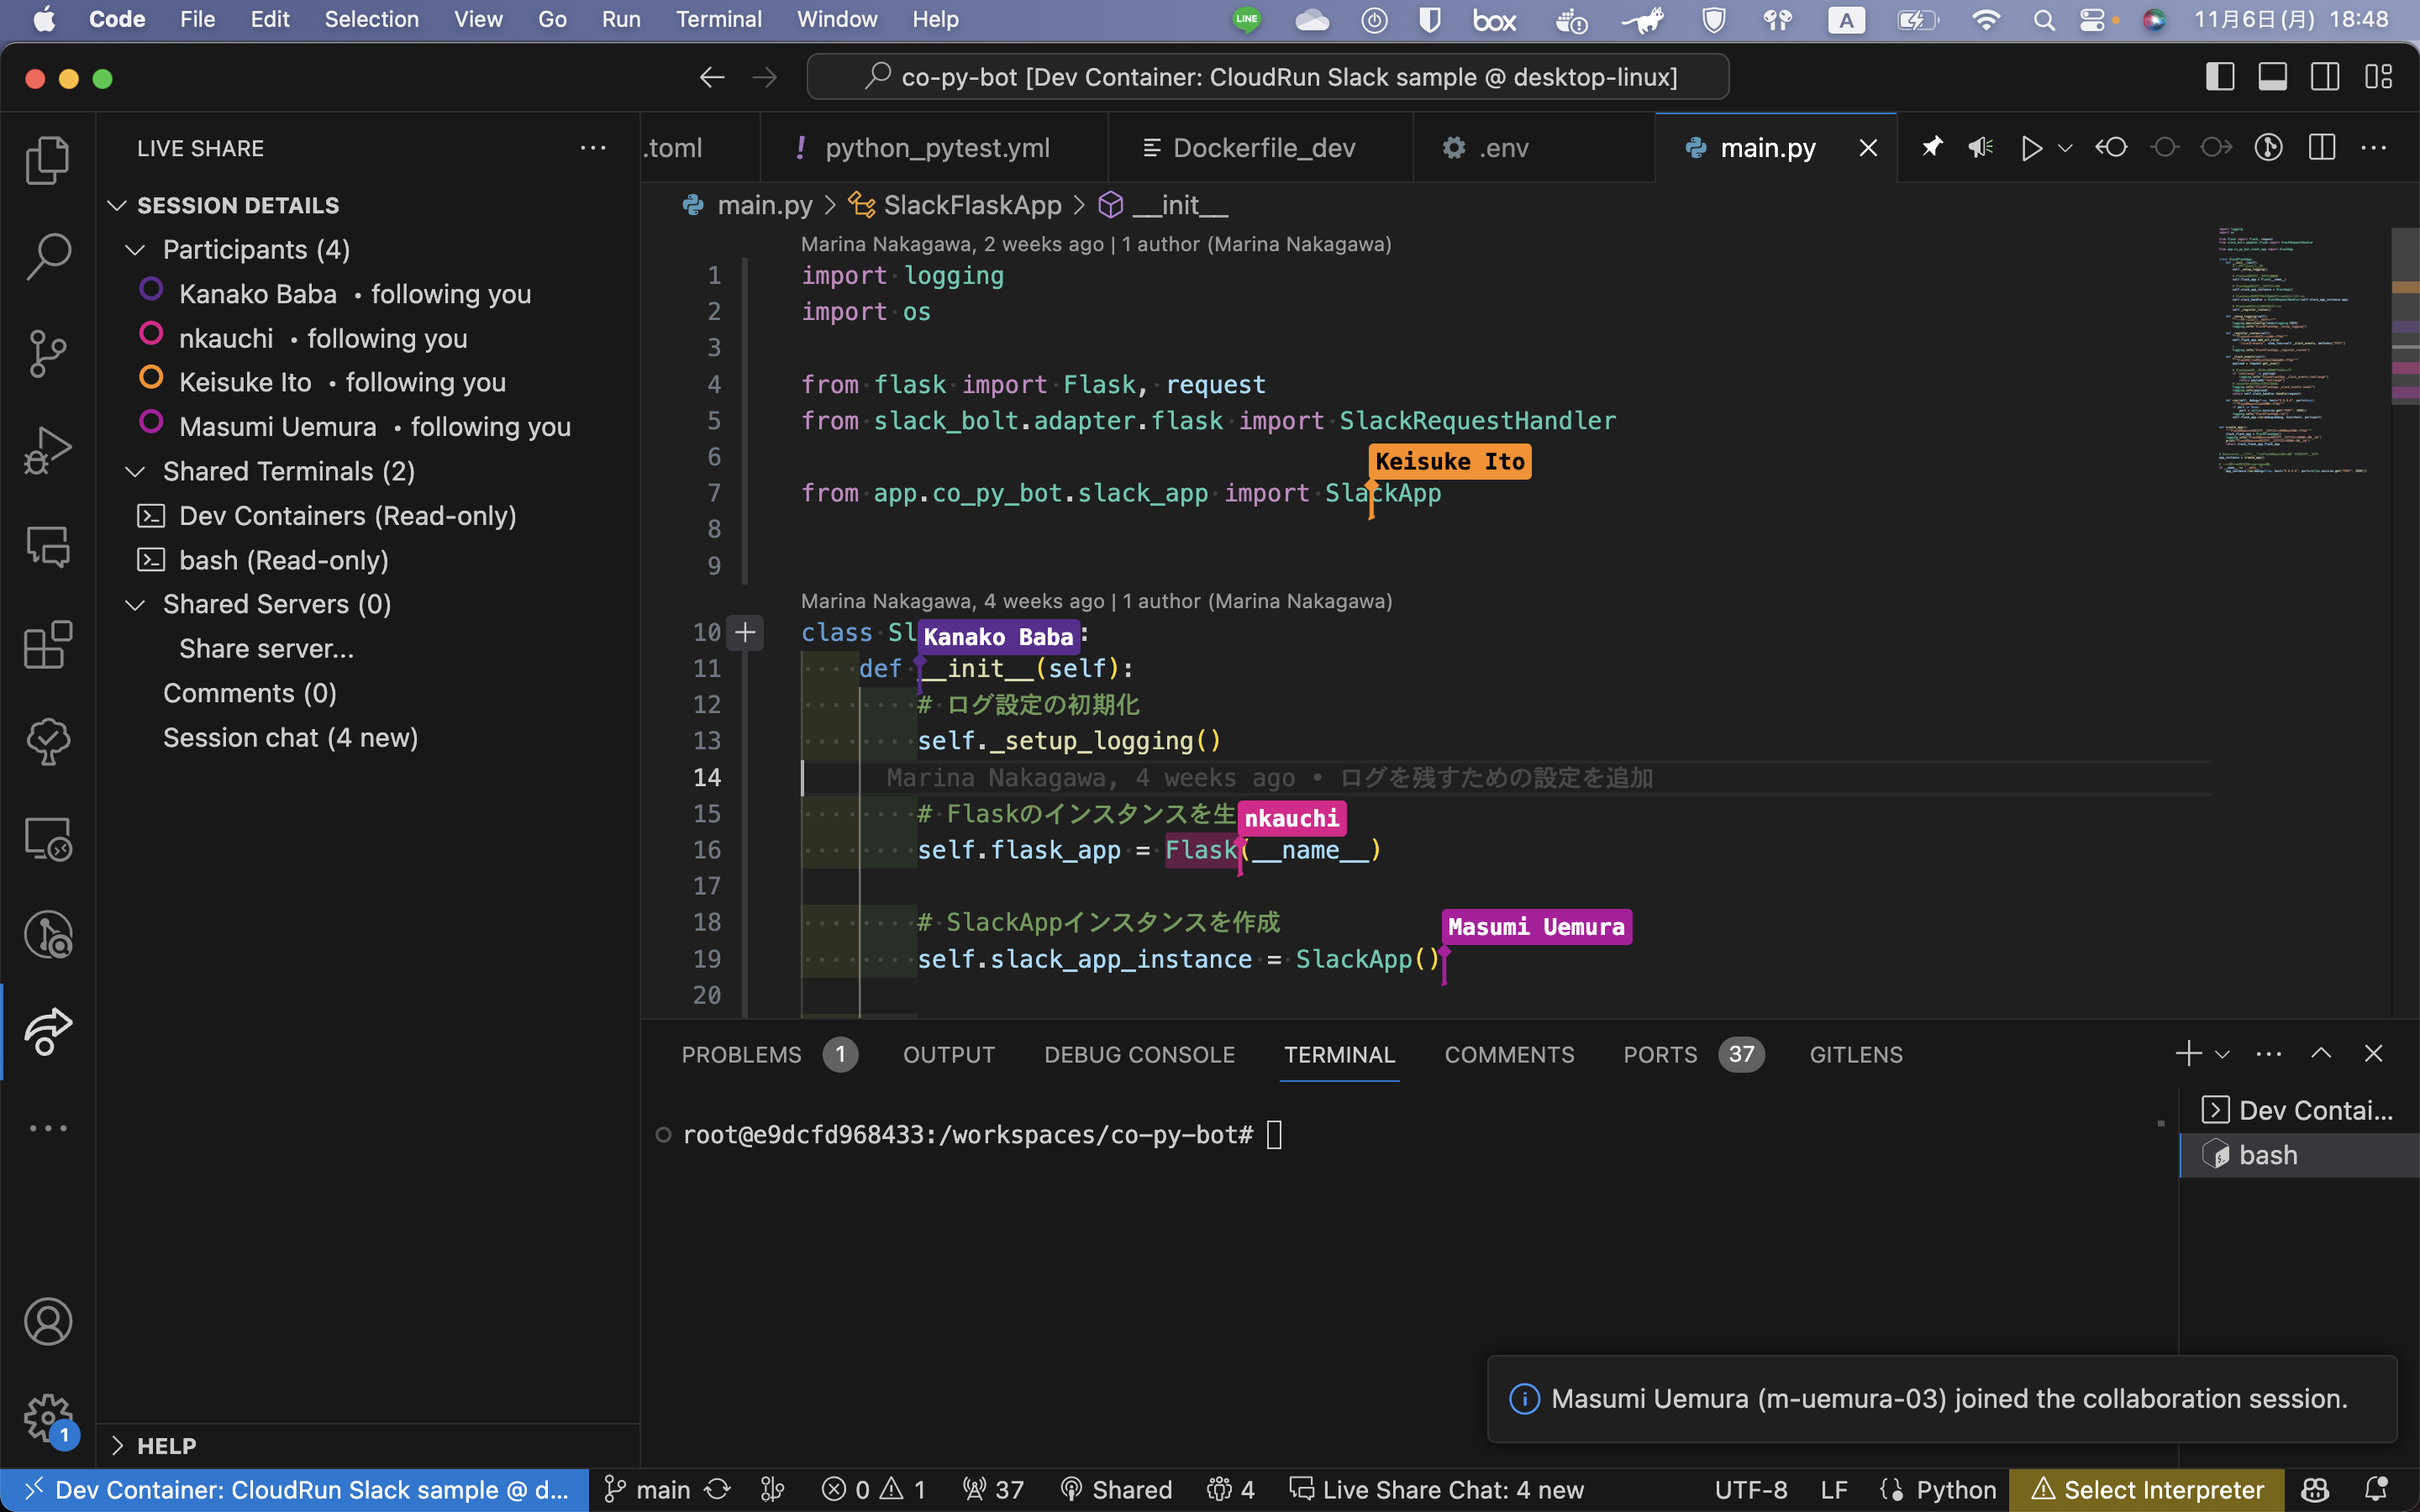 Code File Edit Selection View Go Run Terminal Window Help LINE box A 11月6日(月) 18:48
co-py-bot [Dev Container: CloudRun Slack sample @ desktop-linux]
LIVE SHARE
SESSION DETAILS
Participants (4)
Kanako Baba • following you
nkauchi • following you
Keisuke Ito • following you
Masumi Uemura • following you
Shared Terminals (2)
Dev Containers (Read-only)
bash (Read-only)
Shared Servers (0)
Share server...
Comments (0)
Session chat (4 new)
HELP
.toml python_pytest.yml Dockerfile_dev .env main.py
main.py > SlackFlaskApp > __init__
Marina Nakagawa, 2 weeks ago | 1 author (Marina Nakagawa)
1 import logging
2 import os
3
4 from flask import Flask, request
5 from slack_bolt.adapter.flask import SlackRequestHandler
6
Keisuke Ito
7 from app.co_py_bot.slack_app import SlackApp
8
9
Marina Nakagawa, 4 weeks ago | 1 author (Marina Nakagawa)
10 class Sl Kanako Baba :
11 def __init__(self):
12 # ログ設定の初期化
13 self._setup_logging()
14 Marina Nakagawa, 4 weeks ago • ログを残すための設定を追加
15 # Flaskのインスタンスを生 nkauchi
16 self.flask_app = Flask(__name__)
17
18 # SlackAppインスタンスを作成 Masumi Uemura
19 self.slack_app_instance = SlackApp()
20
PROBLEMS 1 OUTPUT DEBUG CONSOLE TERMINAL COMMENTS PORTS 37 GITLENS
root@e9dcfd968433:/workspaces/co-py-bot#
Dev Contai...
bash
Masumi Uemura (m-uemura-03) joined the collaboration session.
1
Dev Container: CloudRun Slack sample @ d... main 0 1 37 Shared 4 Live Share Chat: 4 new UTF-8 LF Python Select Interpreter